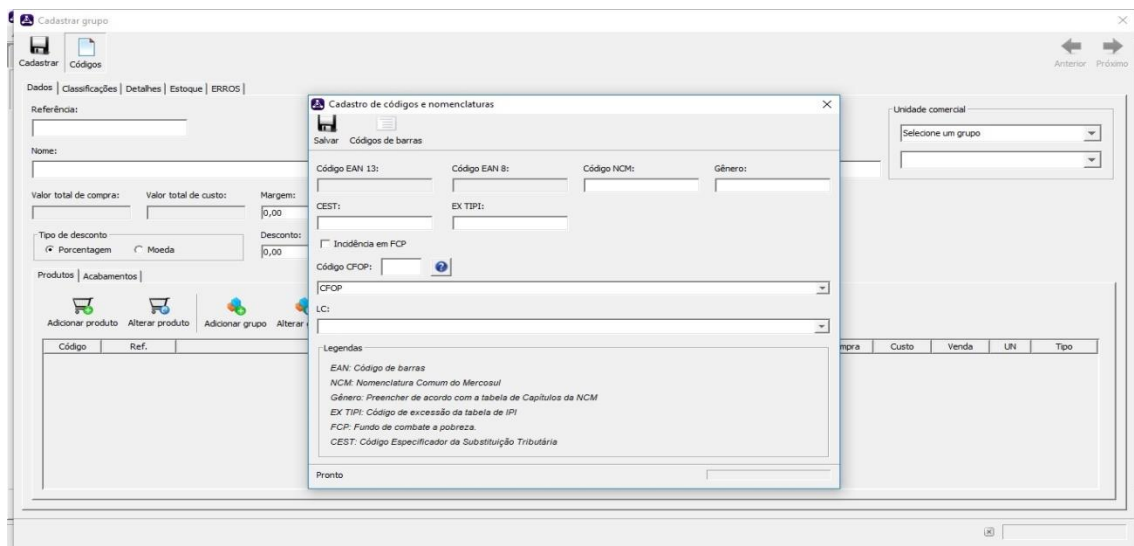 Cadastrar grupo
Cadastrar Códigos
Anterior Próximo
Dados Classificações Detalhes Estoque ERROS
Referência:
Nome:
Valor total de compra: Valor total de custo: Margem:
0,00
Tipo de desconto
Porcentagem Moeda
Desconto:
0,00
Produtos Acabamentos
Adicionar produto Alterar produto Adicionar grupo Alterar
Código Ref.
Custo Venda UN Tipo
Unidade comercial
Selecione um grupo
Cadastro de códigos e nomenclaturas
Salvar Códigos de barras
Código EAN 13: Código EAN 8: Código NCM: Gênero:
CEST: EX TIPI:
Incidência em FCP
Código CFOP:
CFOP
LC:
Legendas
EAN: Código de barras
NCM: Nomenclatura Comum do Mercosul
Gênero: Preencher de acordo com a tabela de Capítulos da NCM
EX TIPI: Código de excessão da tabela de IPI
FCP: Fundo de combate a pobreza.
CEST: Código Especificador da Substituição Tributária
Pronto